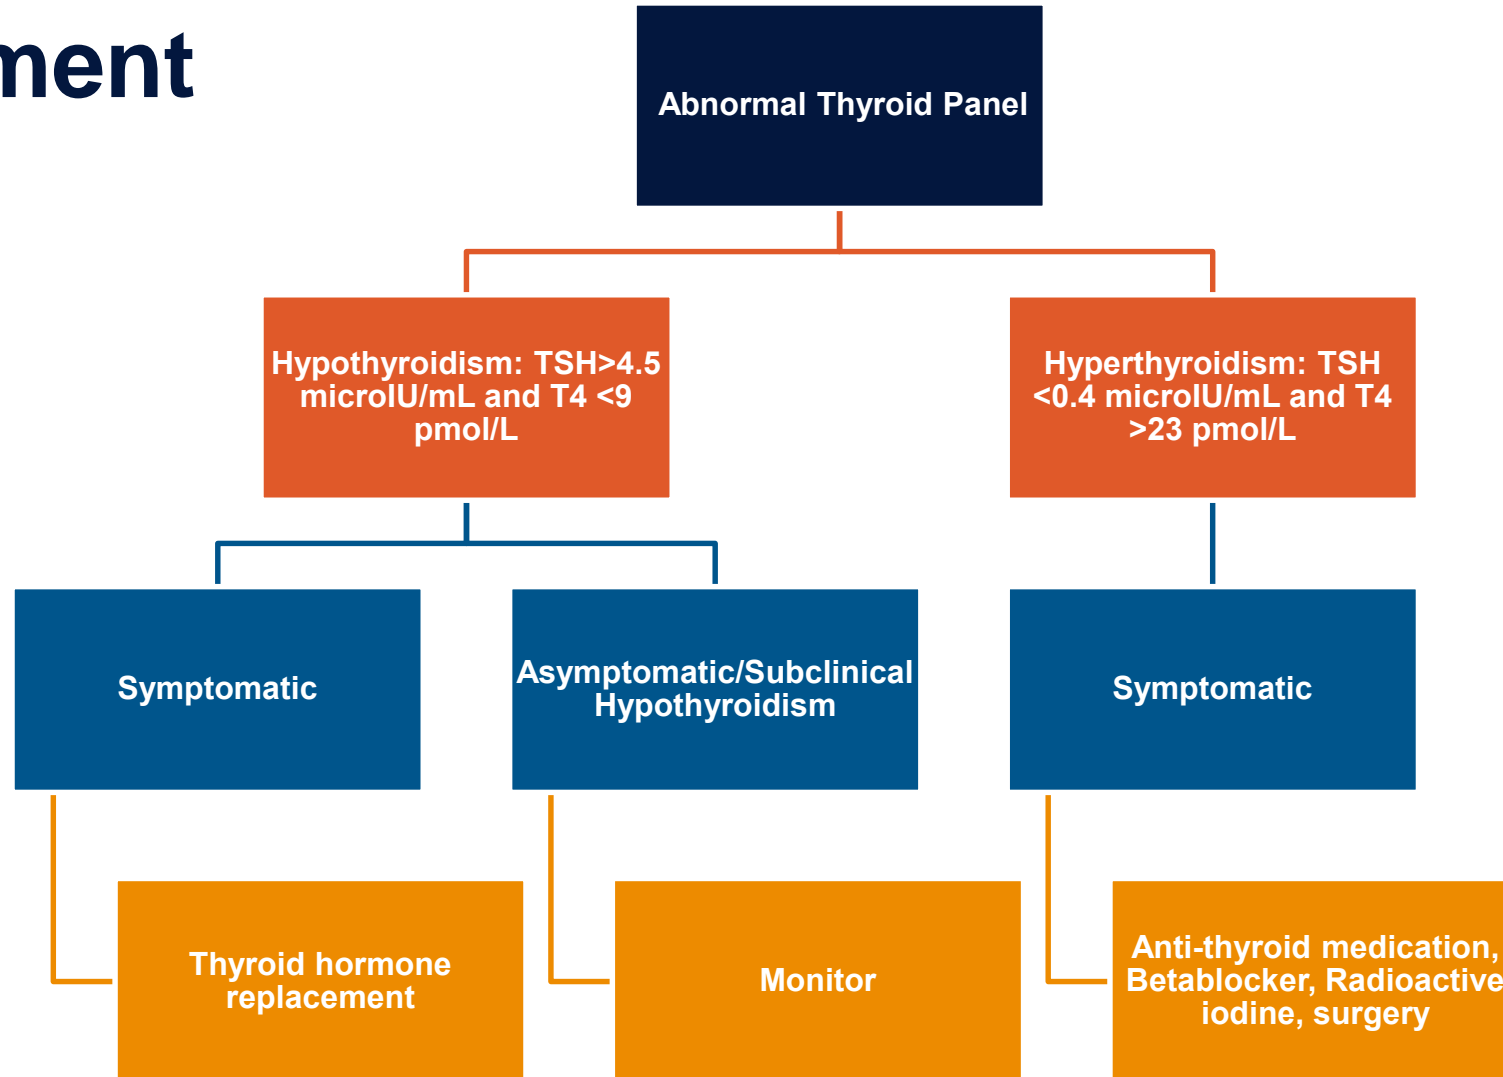 ment
Abnormal Thyroid Panel
Hypothyroidism: TSH>4.5
microIU/mL and T4 <9
pmol/L
Hyperthyroidism: TSH
<0.4 microIU/mL and T4
>23 pmol/L
Symptomatic
Asymptomatic/Subclinical
Hypothyroidism
Symptomatic
Thyroid hormone
replacement
Monitor
Anti-thyroid medication,
Betablocker, Radioactive
iodine, surgery